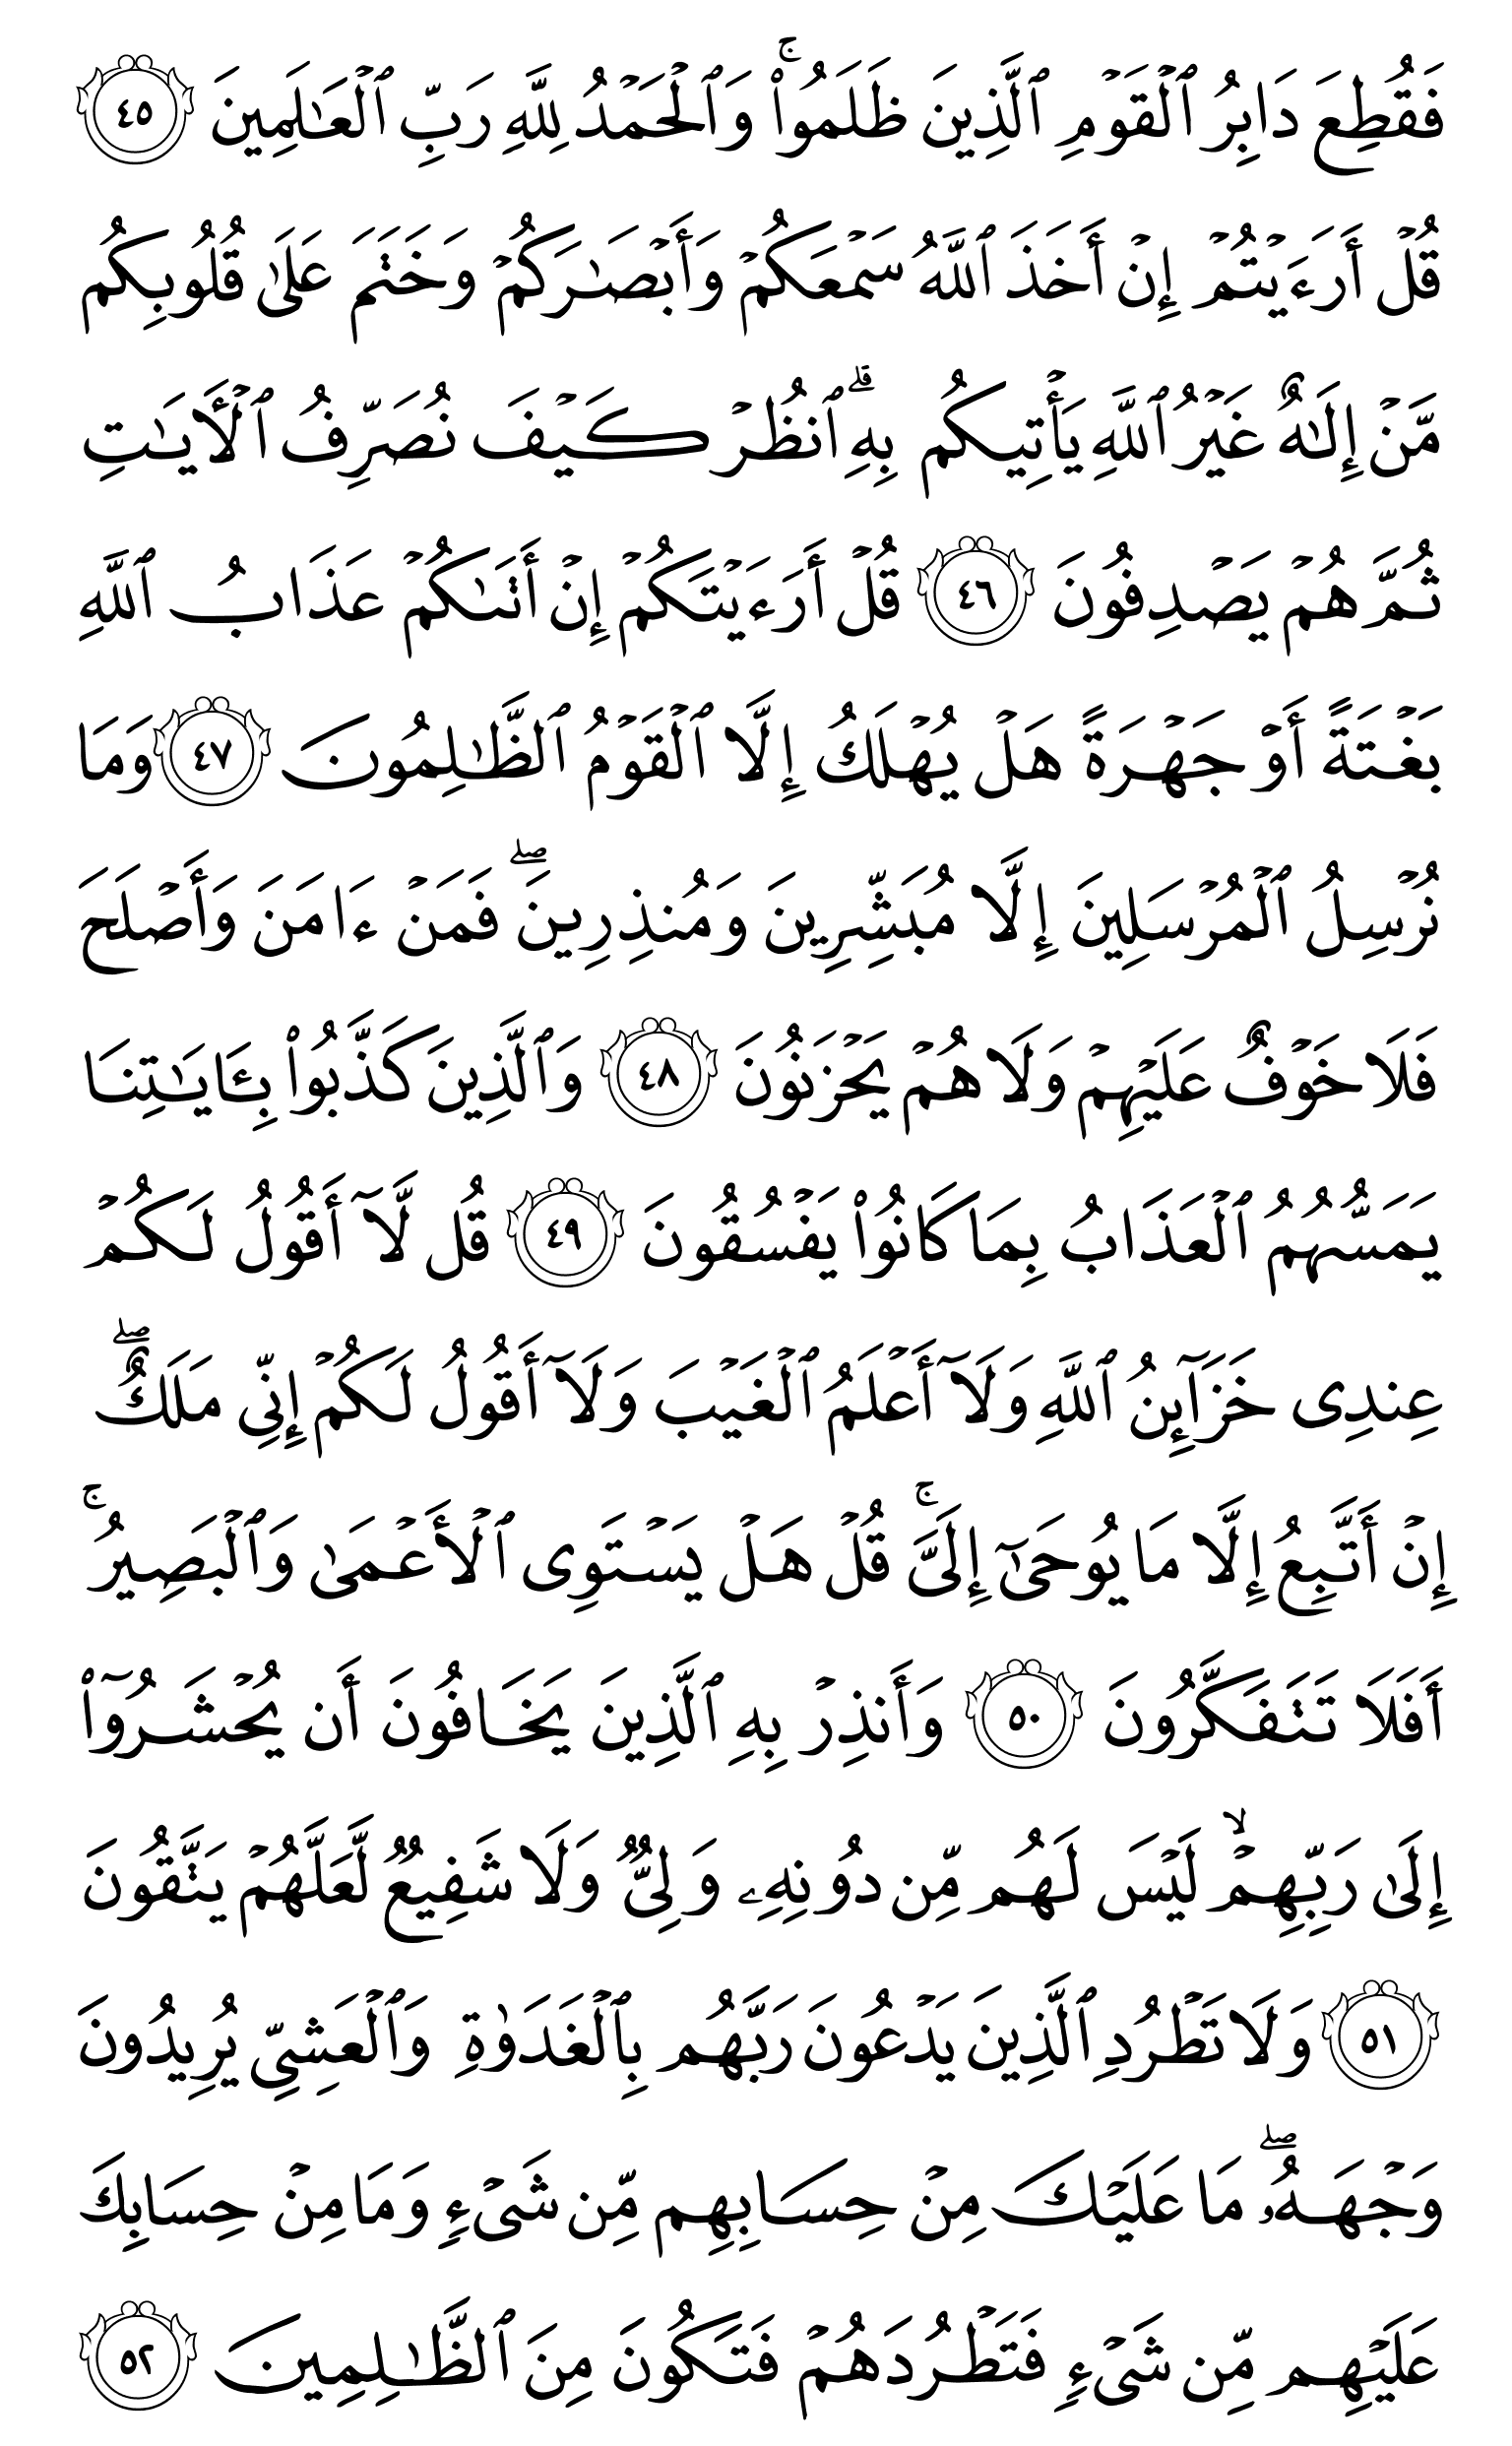 فَقُطِعَ دَابِرُ ٱلۡقَوۡمِ ٱلَّذِينَ ظَلَمُواْۚ وَٱلۡحَمۡدُ لِلَّهِ رَبِّ ٱلۡعَٰلَمِينَ ٤٥
قُلۡ أَرَءَيۡتُمۡ إِنۡ أَخَذَ ٱللَّهُ سَمۡعَكُمۡ وَأَبۡصَٰرَكُمۡ وَخَتَمَ عَلَىٰ قُلُوبِكُم
مَّنۡ إِلَٰهٌ غَيۡرُ ٱللَّهِ يَأۡتِيكُم بِهِۗ ٱنظُرۡ كَيۡفَ نُصَرِّفُ ٱلۡأٓيَٰتِ
ثُمَّ هُمۡ يَصۡدِفُونَ ٤٦ قُلۡ أَرَءَيۡتَكُمۡ إِنۡ أَتَىٰكُمۡ عَذَابُ ٱللَّهِ
بَغۡتَةً أَوۡ جَهۡرَةً هَلۡ يُهۡلَكُ إِلَّا ٱلۡقَوۡمُ ٱلظَّٰلِمُونَ ٤٧ وَمَا
نُرۡسِلُ ٱلۡمُرۡسَلِينَ إِلَّا مُبَشِّرِينَ وَمُنذِرِينَۖ فَمَنۡ ءَامَنَ وَأَصۡلَحَ
فَلَا خَوۡفٌ عَلَيۡهِمۡ وَلَا هُمۡ يَحۡزَنُونَ ٤٨ وَٱلَّذِينَ كَذَّبُواْ بِـَٔايَٰتِنَا
يَمَسُّهُمُ ٱلۡعَذَابُ بِمَا كَانُواْ يَفۡسُقُونَ ٤٩ قُل لَّآ أَقُولُ لَكُمۡ
عِندِي خَزَآئِنُ ٱللَّهِ وَلَآ أَعۡلَمُ ٱلۡغَيۡبَ وَلَآ أَقُولُ لَكُمۡ إِنِّي مَلَكٌۖ
إِنۡ أَتَّبِعُ إِلَّا مَا يُوحَىٰٓ إِلَيَّۚ قُلۡ هَلۡ يَسۡتَوِي ٱلۡأَعۡمَىٰ وَٱلۡبَصِيرُۚ
أَفَلَا تَتَفَكَّرُونَ ٥٠ وَأَنذِرۡ بِهِ ٱلَّذِينَ يَخَافُونَ أَن يُحۡشَرُوٓاْ
إِلَىٰ رَبِّهِمۡۙ لَيۡسَ لَهُم مِّن دُونِهِۦ وَلِيٌّ وَلَا شَفِيعٌ لَّعَلَّهُمۡ يَتَّقُونَ
٥١ وَلَا تَطۡرُدِ ٱلَّذِينَ يَدۡعُونَ رَبَّهُم بِٱلۡغَدَوٰةِ وَٱلۡعَشِيِّ يُرِيدُونَ
وَجۡهَهُۥۖ مَا عَلَيۡكَ مِنۡ حِسَابِهِم مِّن شَيۡءٍ وَمَا مِنۡ حِسَابِكَ
عَلَيۡهِم مِّن شَيۡءٍ فَتَطۡرُدَهُمۡ فَتَكُونَ مِنَ ٱلظَّٰلِمِينَ ٥٢